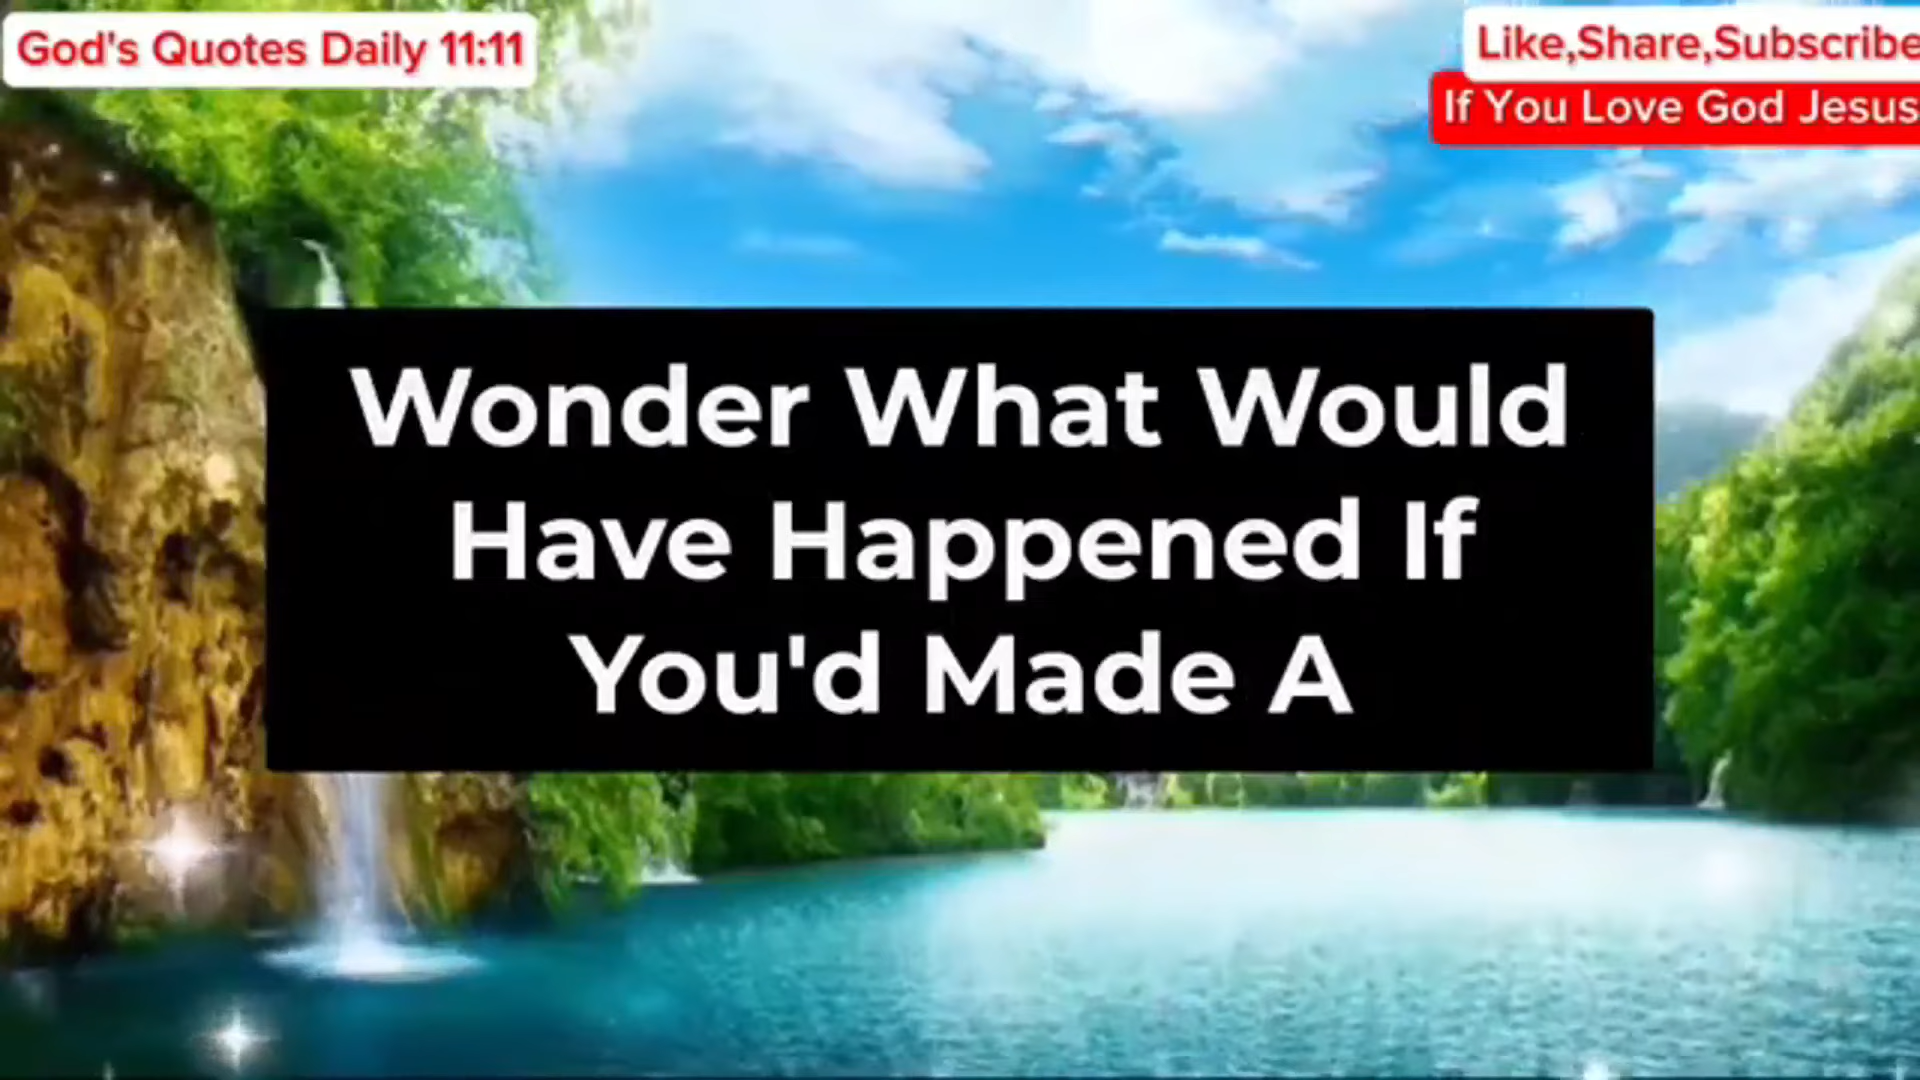 God's Quotes Daily 11:11
Like,Share,Subscribe
If You Love God Jesus
Wonder What Would
Have Happened If
You'd Made A